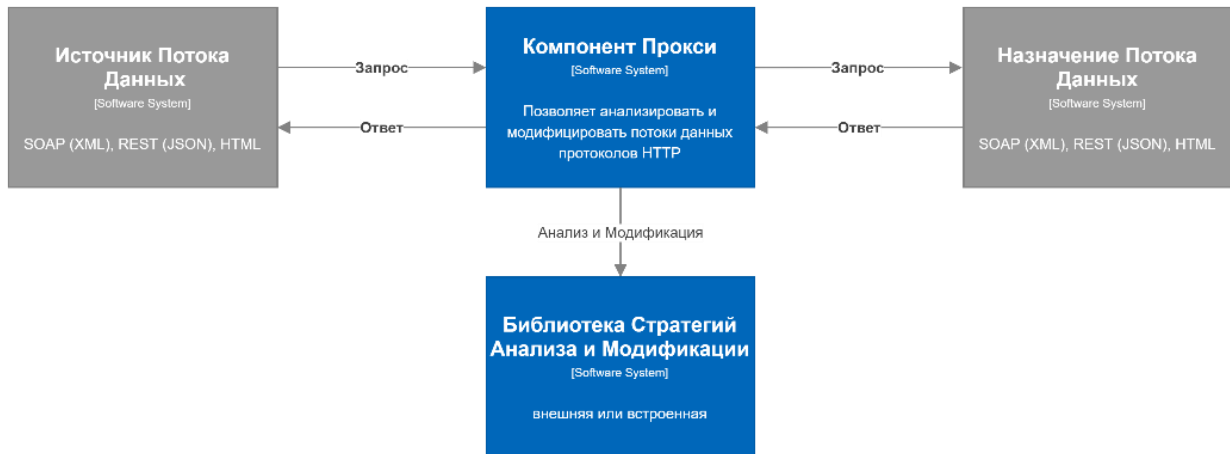 Источник Потока
Данных
[Software System]
SOAP (XML), REST (JSON), HTML
Запрос
Ответ
Компонент Прокси
[Software System]
Позволяет анализировать и
модифицировать потоки данных
протоколов HTTP
Запрос
Ответ
Назначение Потока
Данных
[Software System]
SOAP (XML), REST (JSON), HTML
Анализ и Модификация
Библиотека Стратегий
Анализа и Модификации
[Software System]
внешняя или встроенная